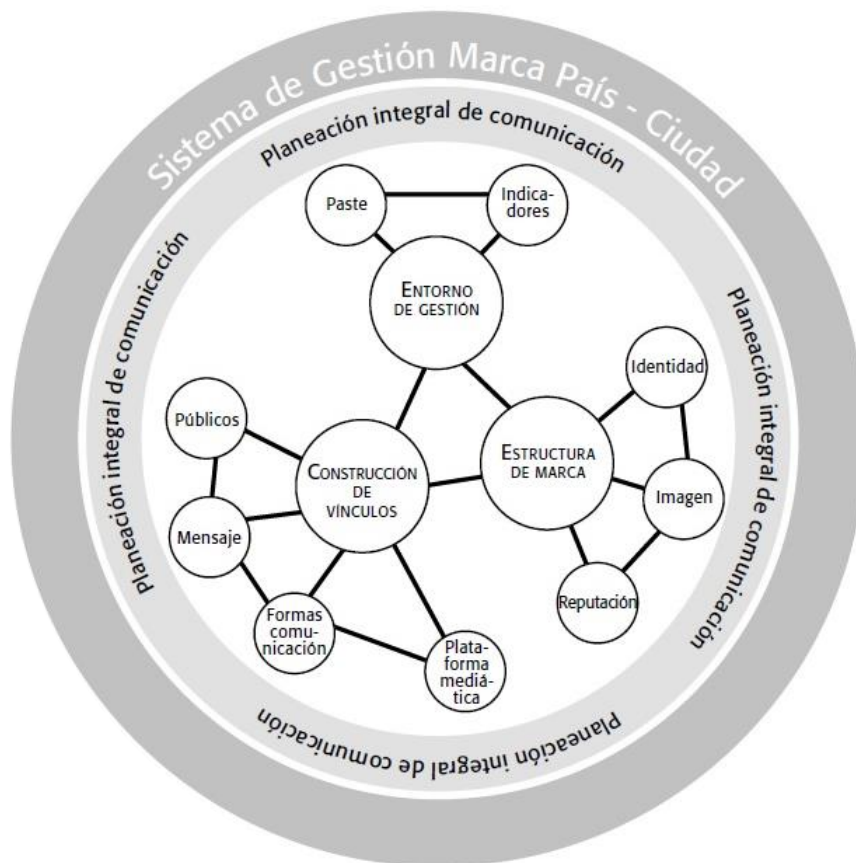 Sistema de Gestión Marca País - Ciudad
Planeación integral de comunicación
Planeación integral de comunicación
Planeación integral de comunicación
Planeación integral de comunicación
Paste
Indica-
dores
ENTORNO
DE GESTIÓN
Identidad
Públicos
ESTRUCTURA
DE MARCA
CONSTRUCCIÓN
DE
VÍNCULOS
Imagen
Mensaje
Reputación
Formas
comu-
nicación
Plata-
forma
mediá-
tica